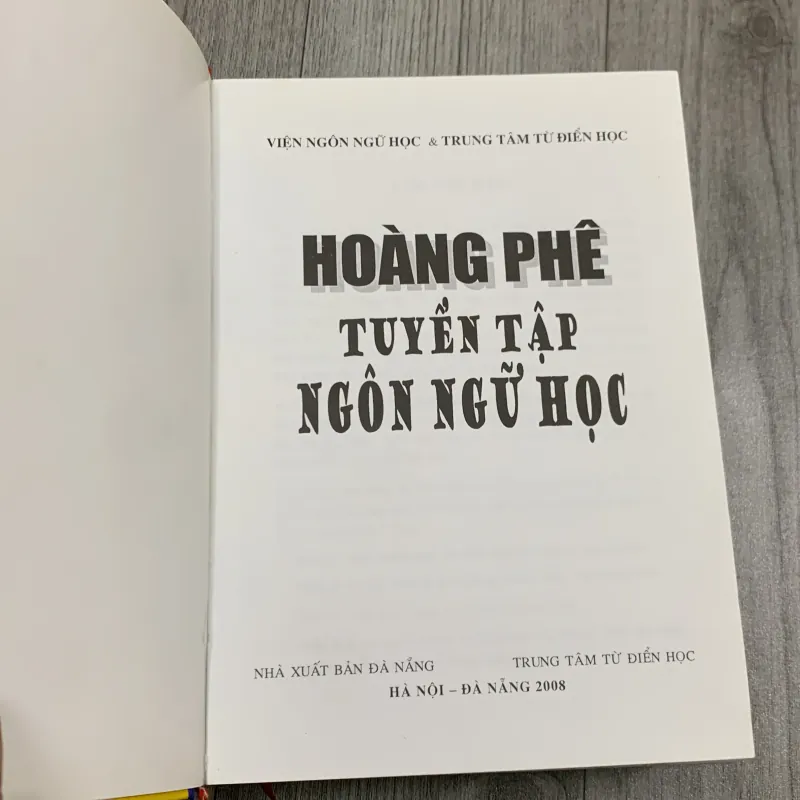 VIỆN NGÔN NGỮ HỌC & TRUNG TÂM TỪ ĐIỂN HỌC
HOÀNG PHÊ
TUYỂN TẬP
NGÔN NGỮ HỌC
NHÀ XUẤT BẢN ĐÀ NẴNG TRUNG TÂM TỪ ĐIỂN HỌC
HÀ NỘI – ĐÀ NẴNG 2008